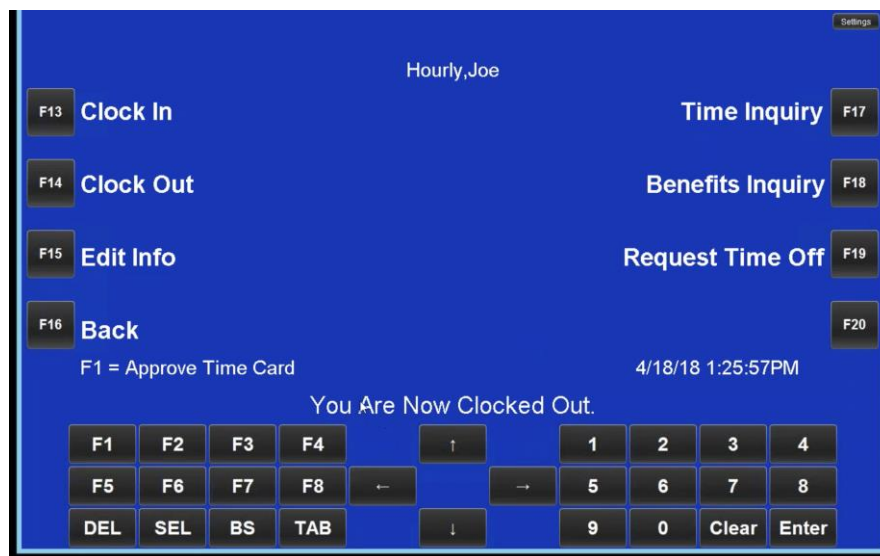 Settings
Hourly,Joe
F13 Clock In Time Inquiry F17
F14 Clock Out Benefits Inquiry F18
F15 Edit Info Request Time Off F19
F16 Back F20
F1 = Approve Time Card 4/18/18 1:25:57PM
You Are Now Clocked Out.
F1 F2 F3 F4 ↑ 1 2 3 4
F5 F6 F7 F8 ← → 5 6 7 8
DEL SEL BS TAB ↓ 9 0 Clear Enter